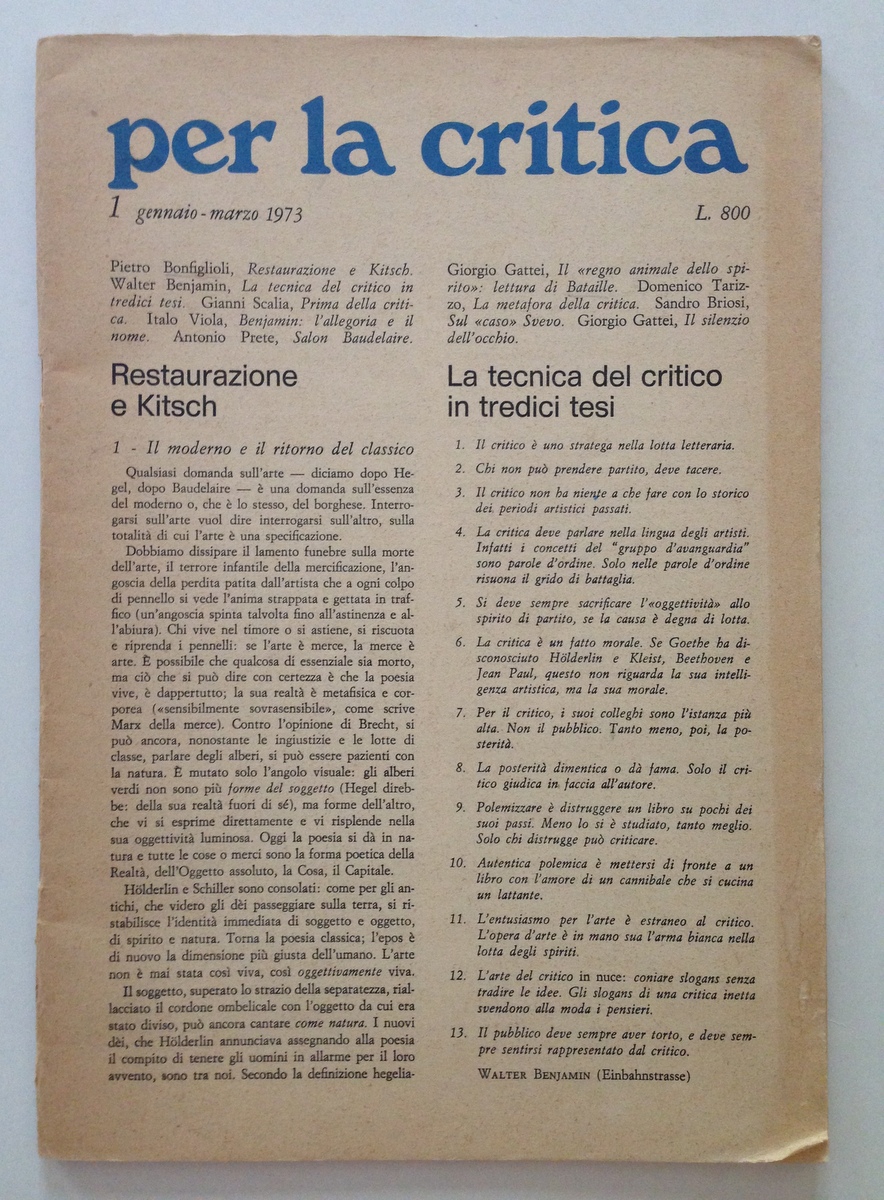 per la critica
1 gennaio - marzo 1973
L. 800
Pietro Bonfiglioli, Restaurazione e Kitsch.
Walter Benjamin, La tecnica del critico in
tredici tesi. Gianni Scalia, Prima della criti-
ca. Italo Viola, Benjamin: l'allegoria e il
nome. Antonio Prete, Salon Baudelaire.
Giorgio Gattei, Il «regno animale dello spi-
rito»: lettura di Bataille. Domenico Tariz-
zo, La metafora della critica. Sandro Briosi,
Sul «caso» Svevo. Giorgio Gattei, Il silenzio
dell'occhio.
Restaurazione
e Kitsch
1 - Il moderno e il ritorno del classico
Qualsiasi domanda sull'arte — diciamo dopo He-
gel, dopo Baudelaire — è una domanda sull'essenza
del moderno o, che è lo stesso, del borghese. Interro-
garsi sull'arte vuol dire interrogarsi sull'altro, sulla
totalità di cui l'arte è una specificazione.
Dobbiamo dissipare il lamento funebre sulla morte
dell'arte, il terrore infantile della mercificazione, l'an-
goscia della perdita patita dall'artista che a ogni colpo
di pennello si vede l'anima strappata e gettata in traf-
fico (un'angoscia spinta talvolta fino all'astinenza e al-
l'abiura). Chi vive nel timore o si astiene, si riscuota
e riprenda i pennelli: se l'arte è merce, la merce è
arte. È possibile che qualcosa di essenziale sia morto,
ma ciò che si può dire con certezza è che la poesia
vive, è dappertutto; la sua realtà è metafisica e cor-
porea («sensibilmente sovrasensibile», come scrive
Marx della merce). Contro l'opinione di Brecht, si
può ancora, nonostante le ingiustizie e le lotte di
classe, parlare degli alberi, si può essere pazienti con
la natura. È mutato solo l'angolo visuale: gli alberi
verdi non sono più forme del soggetto (Hegel direb-
be: della sua realtà fuori di sé), ma forme dell'altro,
che vi si esprime direttamente e vi risplende nella
sua oggettività luminosa. Oggi la poesia si dà in na-
tura e tutte le cose o merci sono la forma poetica della
Realtà, dell'Oggetto assoluto, la Cosa, il Capitale.
Hölderlin e Schiller sono consolati: come per gli an-
tichi, che videro gli dèi passeggiare sulla terra, si ri-
stabilisce l'identità immediata di soggetto e oggetto,
di spirito e natura. Torna la poesia classica; l'epos è
di nuovo la dimensione più giusta dell'umano. L'arte
non è mai stata così viva, così oggettivamente viva.
Il soggetto, superato lo strazio della separatezza, rial-
lacciato il cordone ombelicale con l'oggetto da cui era
stato diviso, può ancora cantare come natura. I nuovi
dèi, che Hölderlin annunciava assegnando alla poesia
il compito di tenere gli uomini in allarme per il loro
avvento, sono tra noi. Secondo la definizione hegelia-
La tecnica del critico
in tredici tesi
1. Il critico è uno stratega nella lotta letteraria.
2. Chi non può prendere partito, deve tacere.
3. Il critico non ha niente a che fare con lo storico
dei periodi artistici passati.
4. La critica deve parlare nella lingua degli artisti.
Infatti i concetti del "gruppo d'avanguardia"
sono parole d'ordine. Solo nelle parole d'ordine
risuona il grido di battaglia.
5. Si deve sempre sacrificare l'«oggettività» allo
spirito di partito, se la causa è degna di lotta.
6. La critica è un fatto morale. Se Goethe ha di-
sconosciuto Hölderlin e Kleist, Beethoven e
Jean Paul, questo non riguarda la sua intelli-
genza artistica, ma la sua morale.
7. Per il critico, i suoi colleghi sono l'istanza più
alta. Non il pubblico. Tanto meno, poi, la po-
sterità.
8. La posterità dimentica o dà fama. Solo il cri-
tico giudica in faccia all'autore.
9. Polemizzare è distruggere un libro su pochi dei
suoi passi. Meno lo si è studiato, tanto meglio.
Solo chi distrugge può criticare.
10. Autentica polemica è mettersi di fronte a un
libro con l'amore di un cannibale che si cucina
un lattante.
11. L'entusiasmo per l'arte è estraneo al critico.
L'opera d'arte è in mano sua l'arma bianca nella
lotta degli spiriti.
12. L'arte del critico in nuce: coniare slogans senza
tradire le idee. Gli slogans di una critica inetta
svendono alla moda i pensieri.
13. Il pubblico deve sempre aver torto, e deve sem-
pre sentirsi rappresentato dal critico.
WALTER BENJAMIN (Einbahnstrasse)